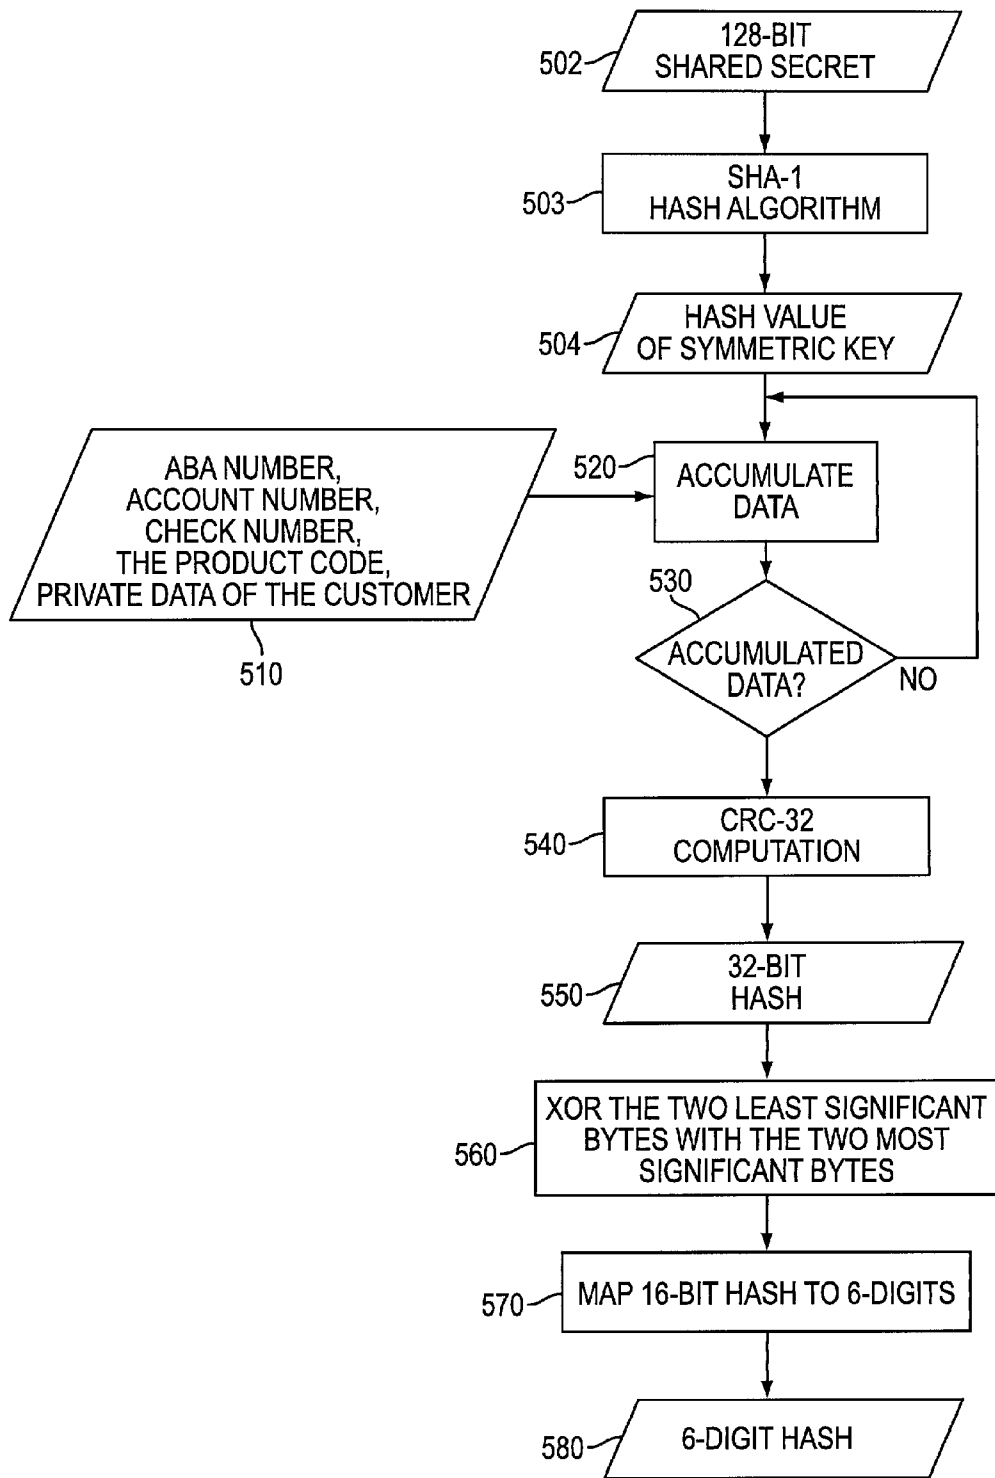 128-BIT
SHARED SECRET
502
SHA-1
HASH ALGORITHM
503
HASH VALUE
OF SYMMETRIC KEY
504
ABA NUMBER,
ACCOUNT NUMBER,
CHECK NUMBER,
THE PRODUCT CODE,
PRIVATE DATA OF THE CUSTOMER
510
520
ACCUMULATE
DATA
530
ACCUMULATED
DATA?
NO
CRC-32
COMPUTATION
540
32-BIT
HASH
550
XOR THE TWO LEAST SIGNIFICANT
BYTES WITH THE TWO MOST
SIGNIFICANT BYTES
560
MAP 16-BIT HASH TO 6-DIGITS
570
6-DIGIT HASH
580